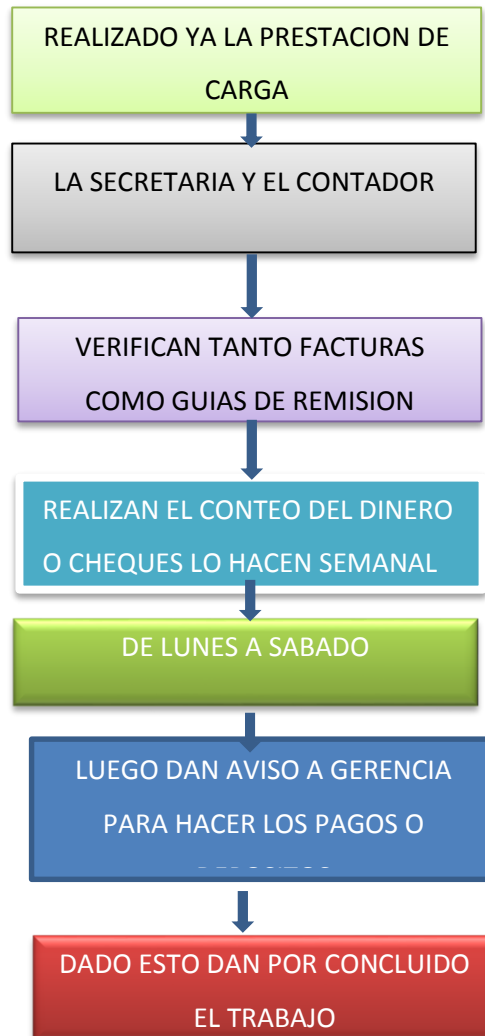 REALIZADO YA LA PRESTACION DE
CARGA
LA SECRETARIA Y EL CONTADOR
VERIFICAN TANTO FACTURAS
COMO GUIAS DE REMISION
REALIZAN EL CONTEO DEL DINERO
O CHEQUES LO HACEN SEMANAL
DE LUNES A SABADO
LUEGO DAN AVISO A GERENCIA
PARA HACER LOS PAGOS O
DADO ESTO DAN POR CONCLUIDO
EL TRABAJO